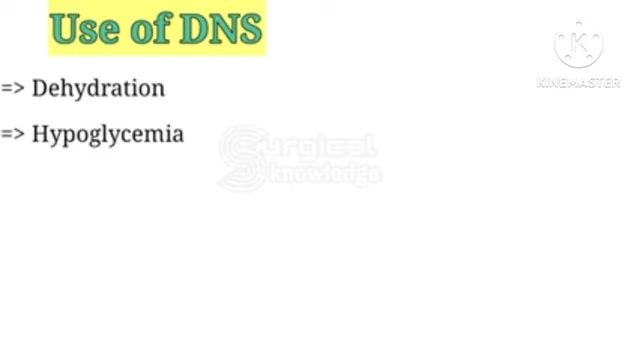 Use of DNS
=> Dehydration
=> Hypoglycemia
K
KINEMASTER
Surgical
knowledge